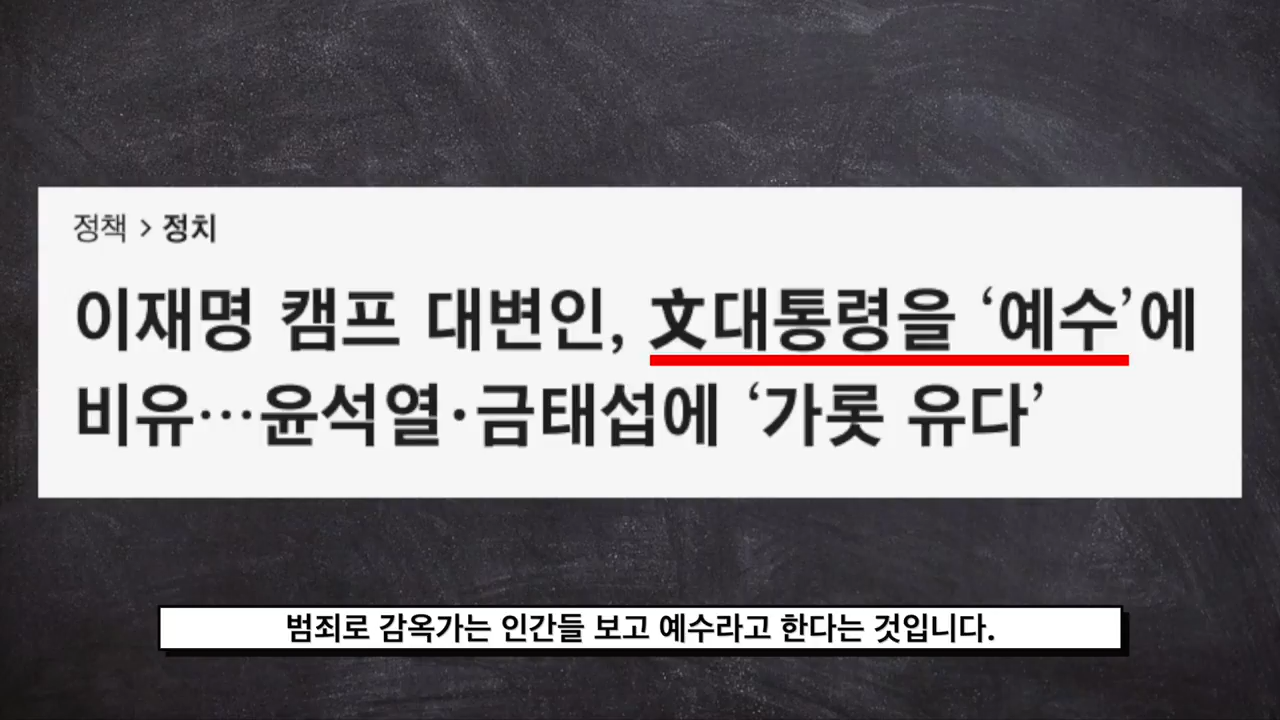 정책 > 정치
이재명 캠프 대변인, 文대통령을 ‘예수’에
비유…윤석열·금태섭에 ‘가롯 유다’
범죄로 감옥가는 인간들 보고 예수라고 한다는 것입니다.